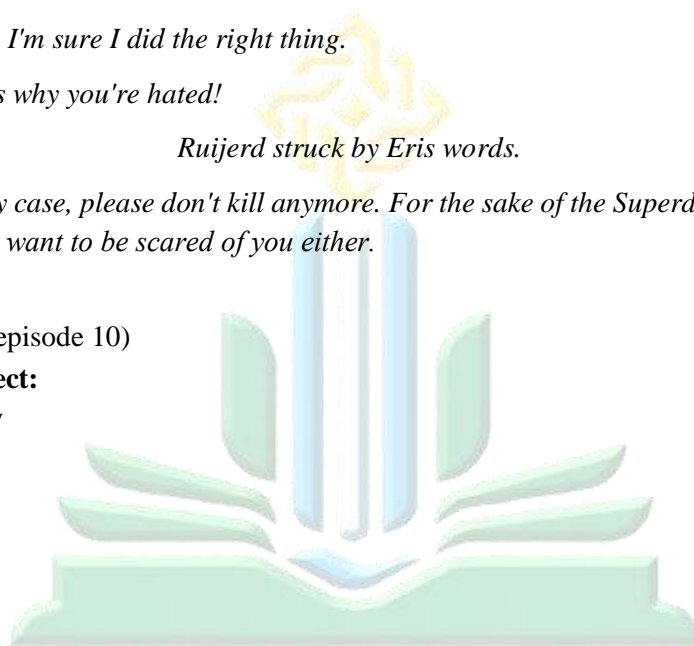 I'm sure I did the right thing.
s why you're hated!
Ruijerd struck by Eris words.
y case, please don't kill anymore. For the sake of the Superd
want to be scared of you either.
episode 10)
ect: